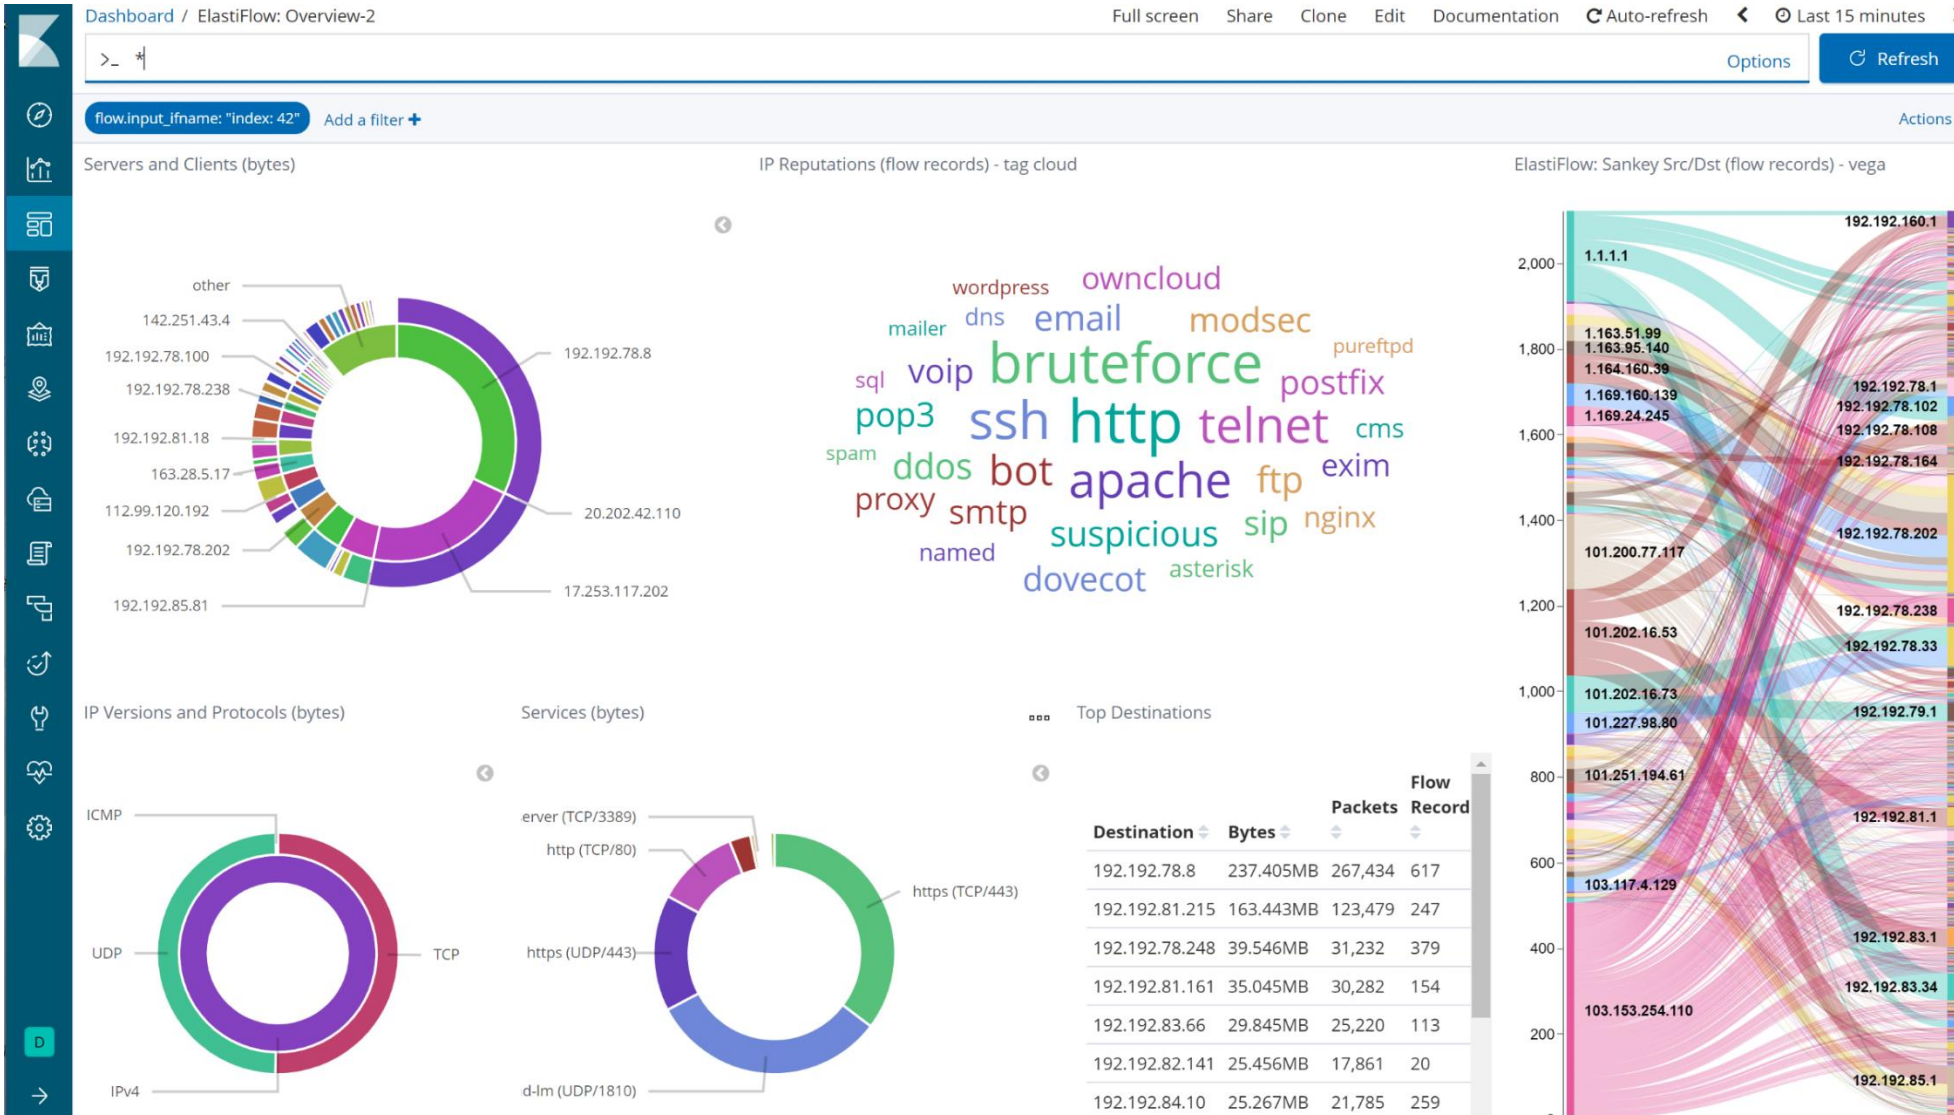 Dashboard / ElastiFlow: Overview-2
Full screen Share Clone Edit Documentation Auto-refresh Last 15 minutes
>_ *
Options
Refresh
flow.input_ifname: "index: 42"
Add a filter +
Actions
Servers and Clients (bytes)
other
142.251.43.4
192.192.78.100
192.192.78.238
192.192.81.18
163.28.5.17
112.99.120.192
192.192.78.202
192.192.85.81
192.192.78.8
20.202.42.110
17.253.117.202
IP Reputations (flow records) - tag cloud
wordpress owncloud
mailer dns email modsec
bruteforce pureftpd
sql voip postfix
pop3 ssh http telnet cms
spam ddos bot apache ftp exim
proxy smtp suspicious sip nginx
named dovecot asterisk
ElastiFlow: Sankey Src/Dst (flow records) - vega
2,000
1,800
1,600
1,400
1,200
1,000
800
600
400
200
1.1.1.1
1.163.51.99
1.163.95.140
1.164.160.39
1.169.160.139
1.169.24.245
101.200.77.117
101.202.16.53
101.202.16.73
101.227.98.80
101.251.194.61
103.117.4.129
103.153.254.110
192.192.160.1
192.192.78.1
192.192.78.102
192.192.78.108
192.192.78.164
192.192.78.202
192.192.78.238
192.192.78.33
192.192.79.1
192.192.81.1
192.192.83.1
192.192.83.34
192.192.85.1
IP Versions and Protocols (bytes)
ICMP
UDP
TCP
IPv4
Services (bytes)
erver (TCP/3389)
http (TCP/80)
https (TCP/443)
https (UDP/443)
d-lm (UDP/1810)
Top Destinations
Destination Bytes Packets Flow Record
192.192.78.8 237.405MB 267,434 617
192.192.81.215 163.443MB 123,479 247
192.192.78.248 39.546MB 31,232 379
192.192.81.161 35.045MB 30,282 154
192.192.83.66 29.845MB 25,220 113
192.192.82.141 25.456MB 17,861 20
192.192.84.10 25.267MB 21,785 259
D